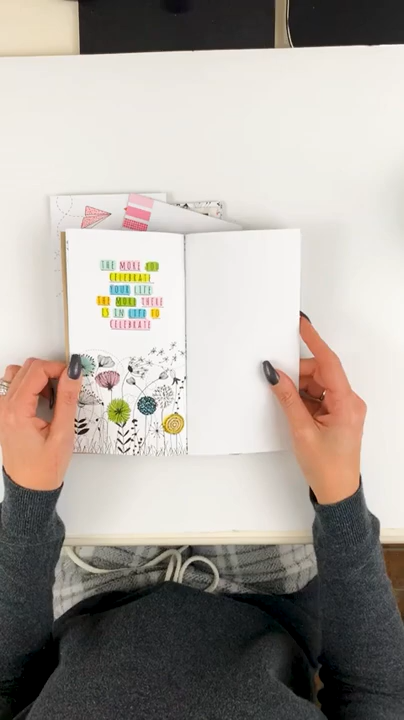 THE MORE YOU
CELEBRATE
YOUR LIFE
THE MORE THERE
IS IN LIFE TO
CELEBRATE